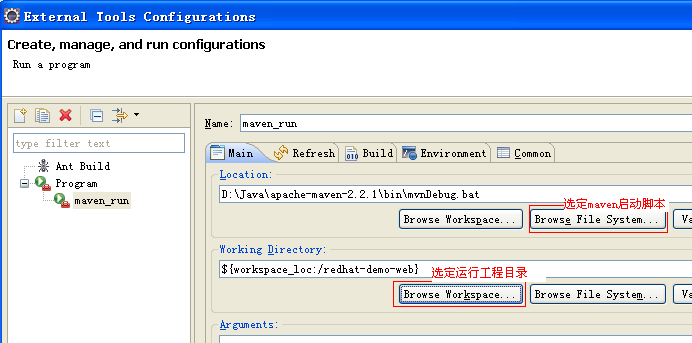 External Tools Configurations
Create, manage, and run configurations
Run a program
type filter text
Ant Build
Program
maven_run
Name: maven_run
Main Refresh Build Environment Common
Location:
D:\Java\apache-maven-2.2.1\bin\mvnDebug.bat
选定maven启动脚本
Browse Workspace... Browse File System... Va
Working Directory:
${workspace_loc:/redhat-demo-web}
选定运行工程目录
Browse Workspace... Browse File System... Va
Arguments: